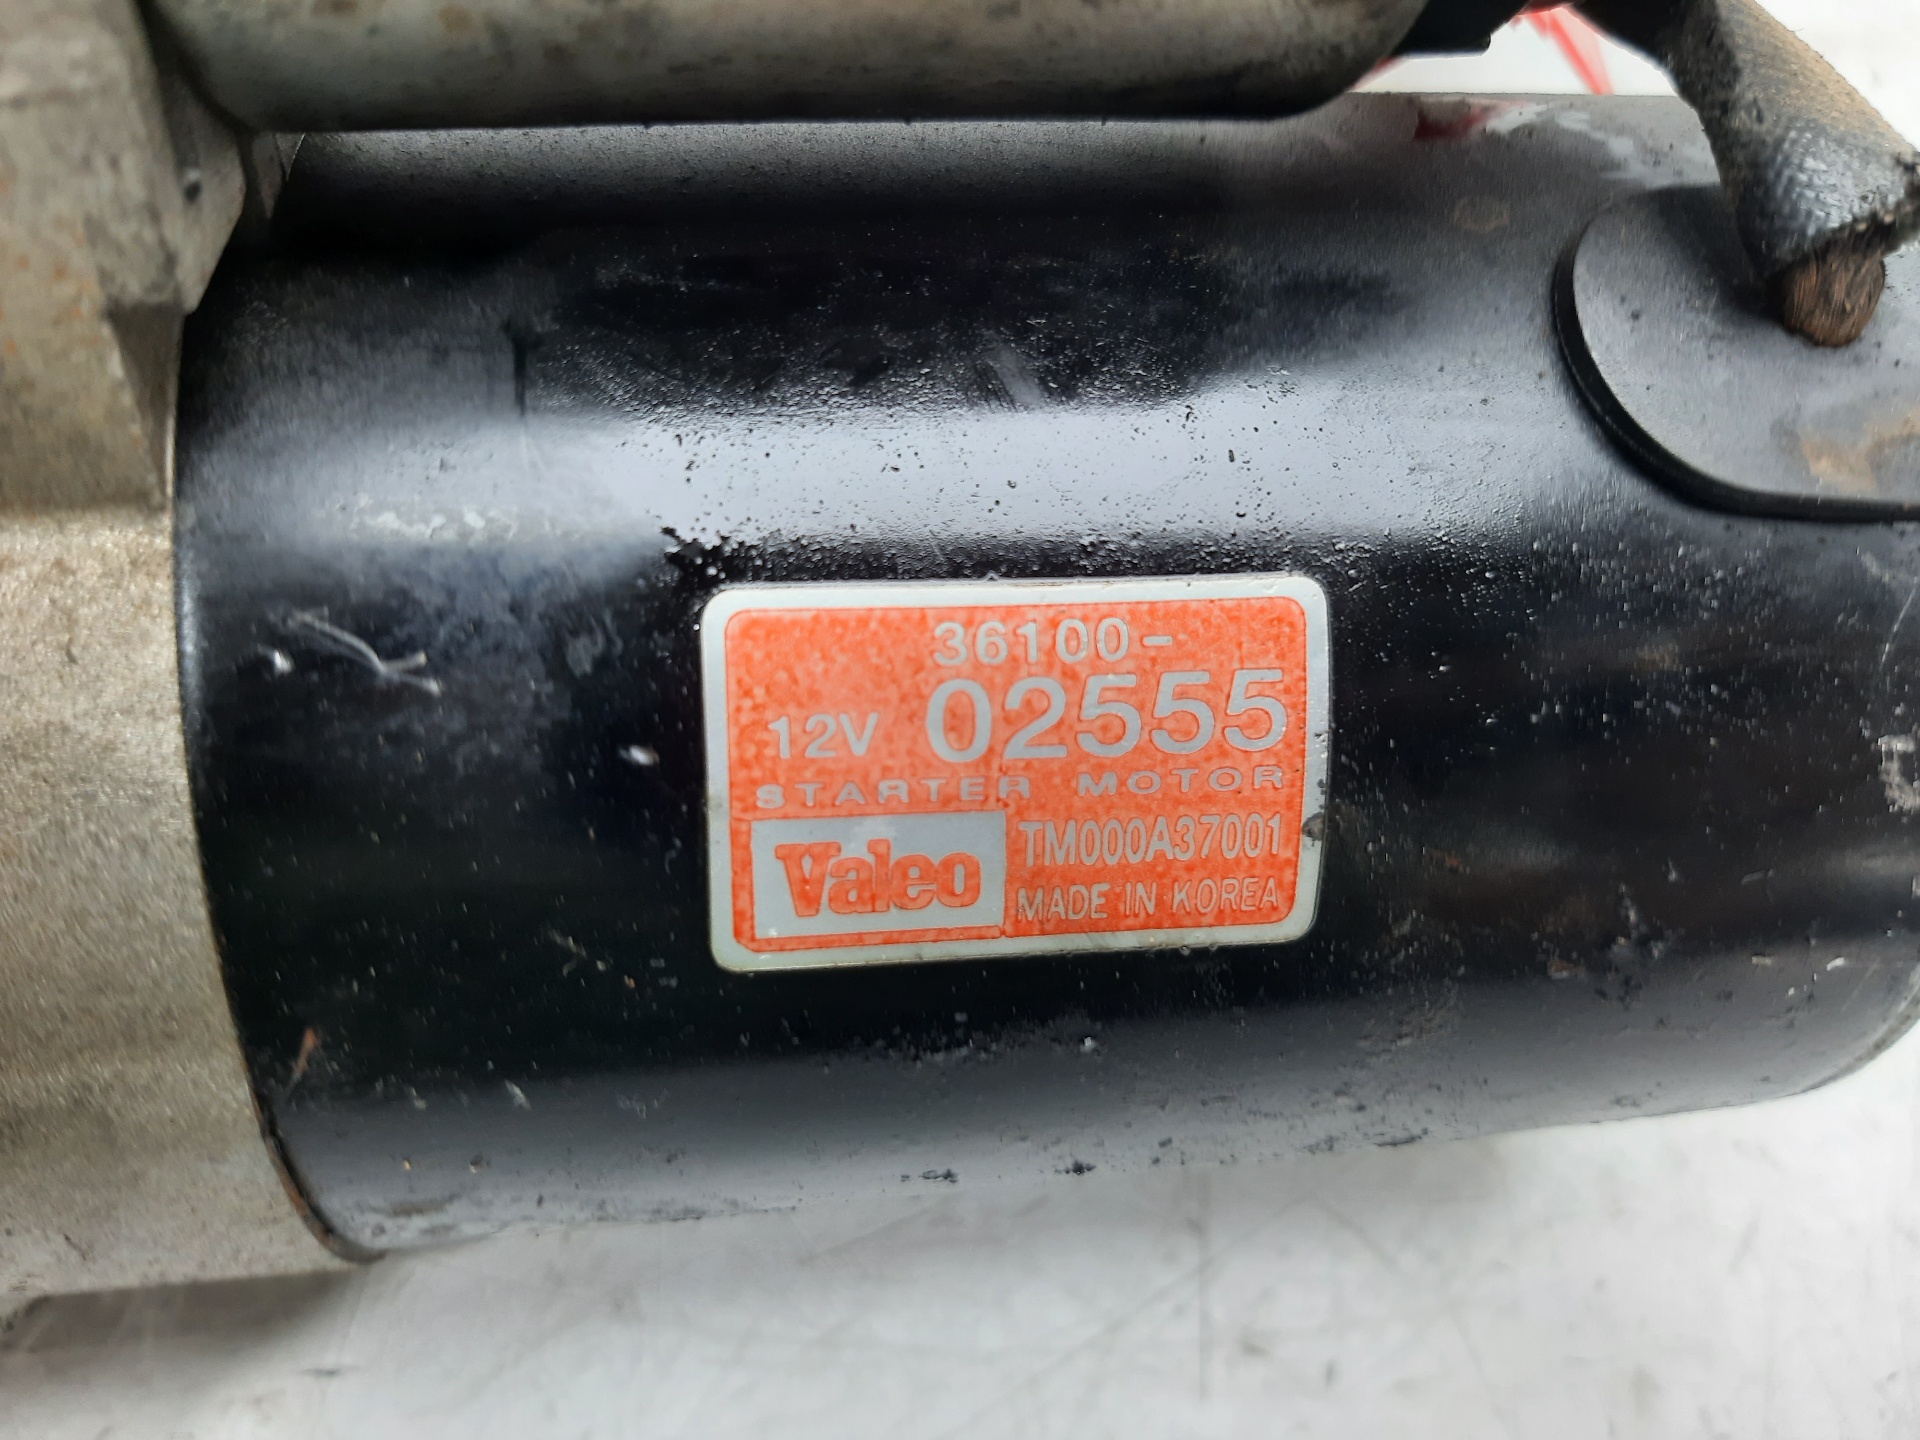 36100-
12V 02555
STARTER MOTOR
Valeo TM000A37001
MADE IN KOREA